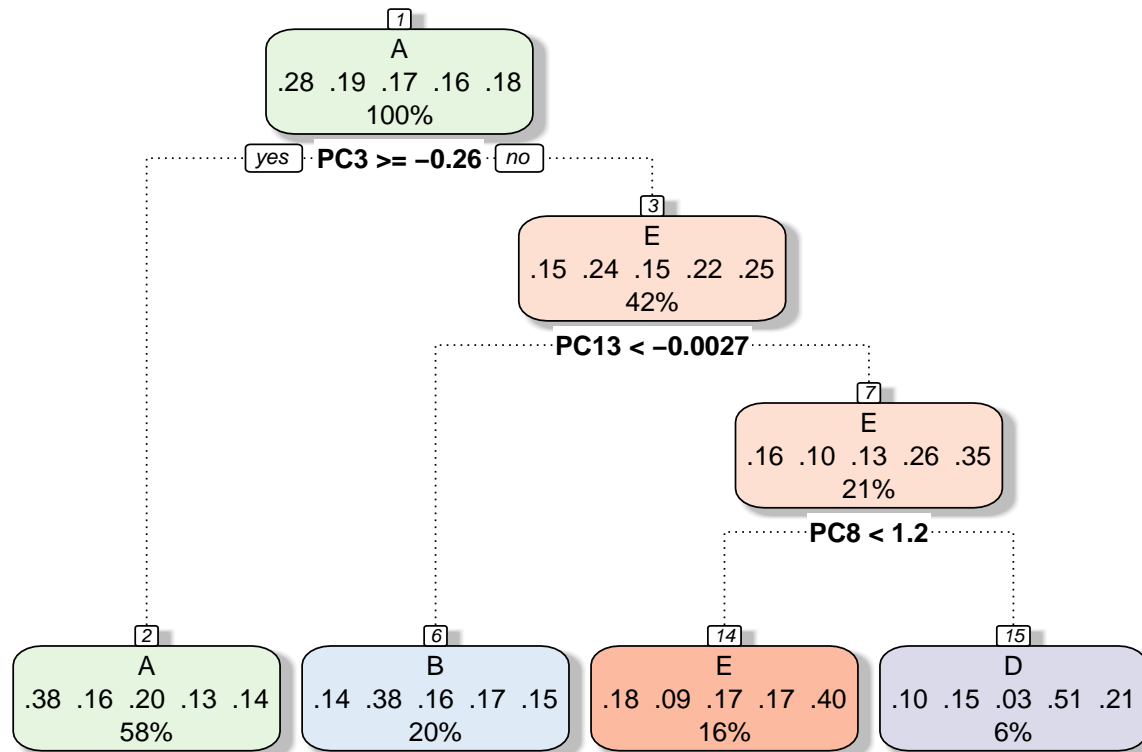 1
A
.28 .19 .17 .16 .18
100%
yes PC3 >= −0.26 no
3
E
.15 .24 .15 .22 .25
42%
PC13 < −0.0027
7
E
.16 .10 .13 .26 .35
21%
PC8 < 1.2
2
A
.38 .16 .20 .13 .14
58%
6
B
.14 .38 .16 .17 .15
20%
14
E
.18 .09 .17 .17 .40
16%
15
D
.10 .15 .03 .51 .21
6%